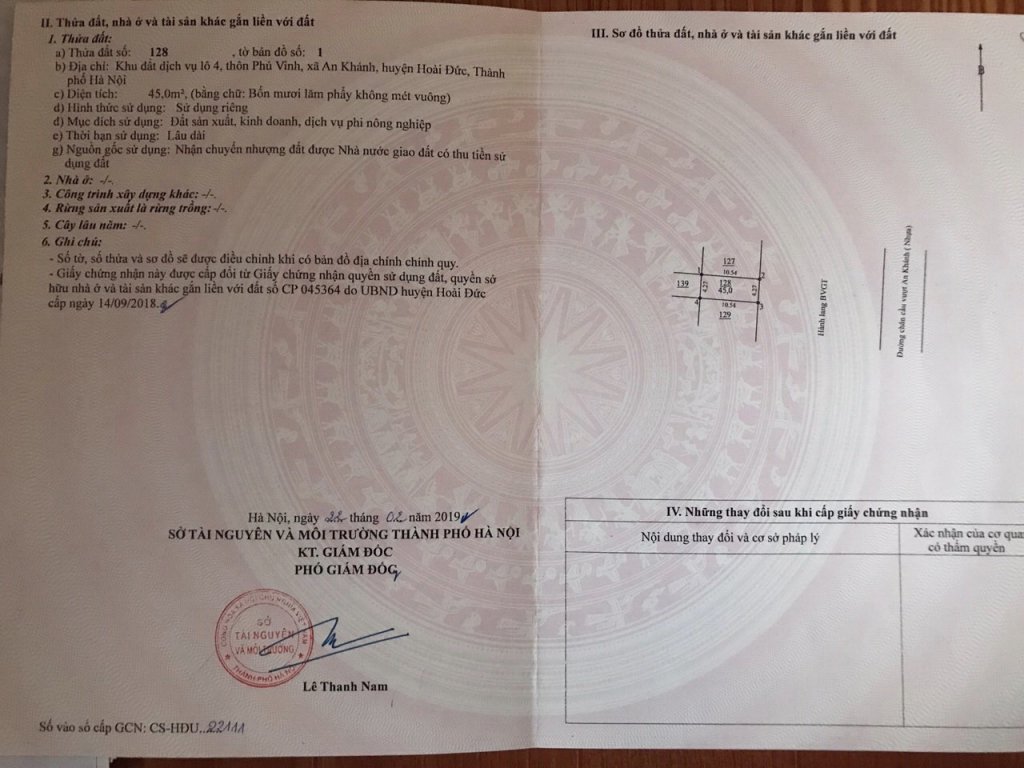 II. Thửa đất, nhà ở và tài sản khác gắn liền với đất
1. Thửa đất:
a) Thửa đất số: 128 , tờ bản đồ số: 1
b) Địa chỉ: Khu đất dịch vụ lô 4, thôn Phú Vinh, xã An Khánh, huyện Hoài Đức, Thành
phố Hà Nội
c) Diện tích: 45,0m², (bằng chữ: Bốn mươi lăm phẩy không mét vuông)
d) Hình thức sử dụng: Sử dụng riêng
đ) Mục đích sử dụng: Đất sản xuất, kinh doanh, dịch vụ phi nông nghiệp
e) Thời hạn sử dụng: Lâu dài
g) Nguồn gốc sử dụng: Nhận chuyển nhượng đất được Nhà nước giao đất có thu tiền sử
dụng đất
2. Nhà ở: -/-.
3. Công trình xây dựng khác: -/-.
4. Rừng sản xuất là rừng trồng: -/-.
5. Cây lâu năm: -/-.
6. Ghi chú:
- Số tờ, số thửa và sơ đồ sẽ được điều chỉnh khi có bản đồ địa chính chính quy.
- Giấy chứng nhận này được cấp đổi từ Giấy chứng nhận quyền sử dụng đất, quyền sở
hữu nhà ở và tài sản khác gắn liền với đất số CP 045364 do UBND huyện Hoài Đức
cấp ngày 14/09/2018.
Hà Nội, ngày 22 tháng 02 năm 2019
SỞ TÀI NGUYÊN VÀ MÔI TRƯỜNG THÀNH PHỐ HÀ NỘI
KT. GIÁM ĐỐC
PHÓ GIÁM ĐỐC
SỞ
TÀI NGUYÊN
VÀ MÔI TRƯỜNG
THÀNH PHỐ HÀ NỘI
Lê Thanh Nam
Số vào sổ cấp GCN: CS-HĐU..22111
III. Sơ đồ thửa đất, nhà ở và tài sản khác gắn liền với đất
B
127
1
10.54
2
139
4.27
128
45,0
4.27
4
10.54
3
129
Hành lang BVGT
Đường chân cầu vượt An Khánh ( Nhựa)
IV. Những thay đổi sau khi cấp giấy chứng nhận
Nội dung thay đổi và cơ sở pháp lý
Xác nhận của cơ qua
có thẩm quyền